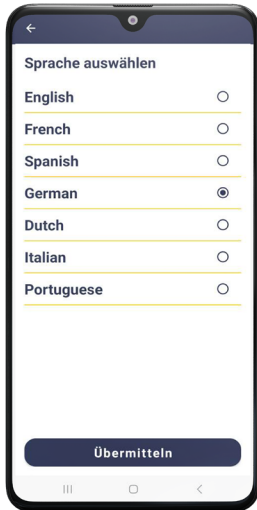 Sprache auswählen
English
French
Spanish
German
Dutch
Italian
Portuguese
Übermitteln